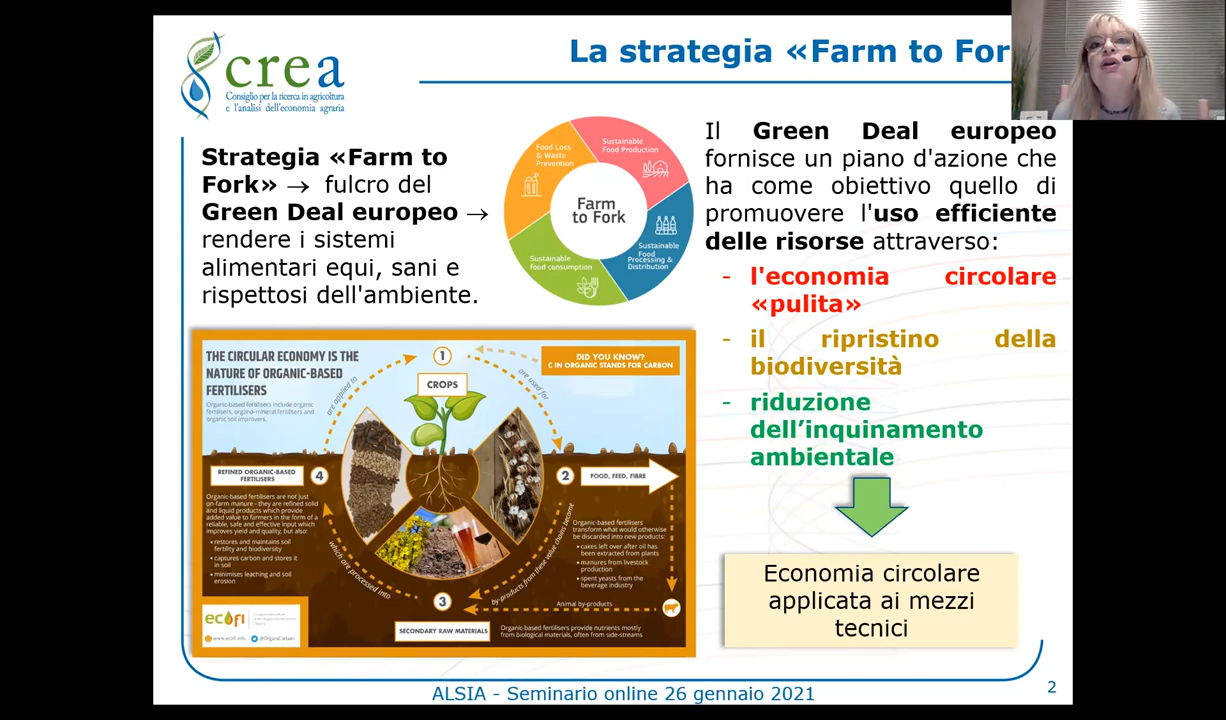 crea
Consiglio per la ricerca in agricoltura
e l'analisi dell'economia agraria
La strategia «Farm to For
Strategia «Farm to
Fork» → fulcro del
Green Deal europeo →
rendere i sistemi
alimentari equi, sani e
rispettosi dell'ambiente.
Food Loss
& Waste
Prevention
Sustainable
Food Production
Farm
to Fork
Sustainable
Food
Processing &
Distribution
Sustainable
food consumption
Il Green Deal europeo
fornisce un piano d'azione che
ha come obiettivo quello di
promuovere l'uso efficiente
delle risorse attraverso:
- l'economia circolare
«pulita»
- il ripristino della
biodiversità
- riduzione
dell’inquinamento
ambientale
Economia circolare
applicata ai mezzi
tecnici
THE CIRCULAR ECONOMY IS THE
NATURE OF ORGANIC-BASED
FERTILISERS
Organic-based fertilisers include organic
fertilisers, organo-mineral fertilisers and
organic soil improvers.
DID YOU KNOW?
C IN ORGANIC STANDS FOR CARBON
1
CROPS
are applied to
are used for
REFINED ORGANIC-BASED
FERTILISERS
4
2
FOOD, FEED, FIBRE
Organic-based fertilisers are not just
on-farm manure - they are refined solid
and liquid products which provide
added value to farmers in the form of a
reliable, safe and effective input which
improves yield and quality, but also:
• restores and maintains soil
fertility and biodiversity
• captures carbon and stores it
in soil
• minimises leaching and soil
erosion
Organic-based fertilisers
transform what would otherwise
be discarded into new products:
• cakes left over after oil has
been extracted from plants
• manures from livestock
production
• spent yeasts from the
beverage industry
which are processed into
by-products from these value chains become
3
Animal by-products
SECONDARY RAW MATERIALS
Organic-based fertilisers provide nutrients mostly
from biological materials, often from side-streams
ecofi
www.ecofi.info
@OrganicCarbon
ALSIA - Seminario online 26 gennaio 2021
2